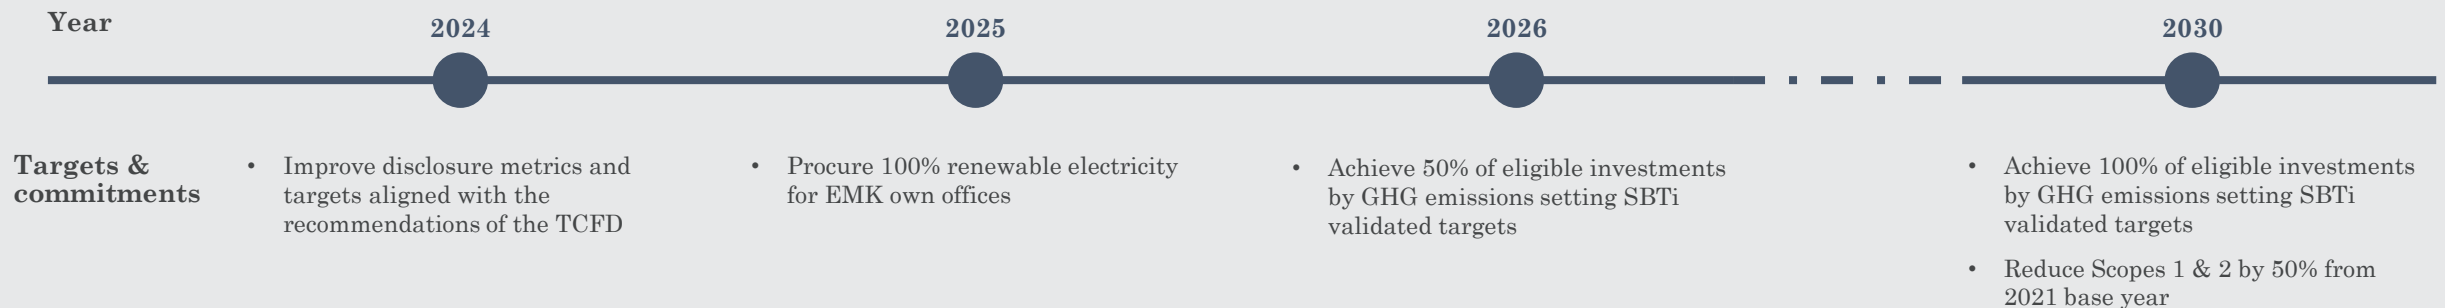 Year
2024
2025
2026
2030
Targets &
commitments
• Improve disclosure metrics and
targets aligned with the
recommendations of the TCFD
• Procure 100% renewable electricity
for EMK own offices
• Achieve 50% of eligible investments
by GHG emissions setting SBTi
validated targets
• Achieve 100% of eligible investments
by GHG emissions setting SBTi
validated targets
• Reduce Scopes 1 & 2 by 50% from
2021 base year